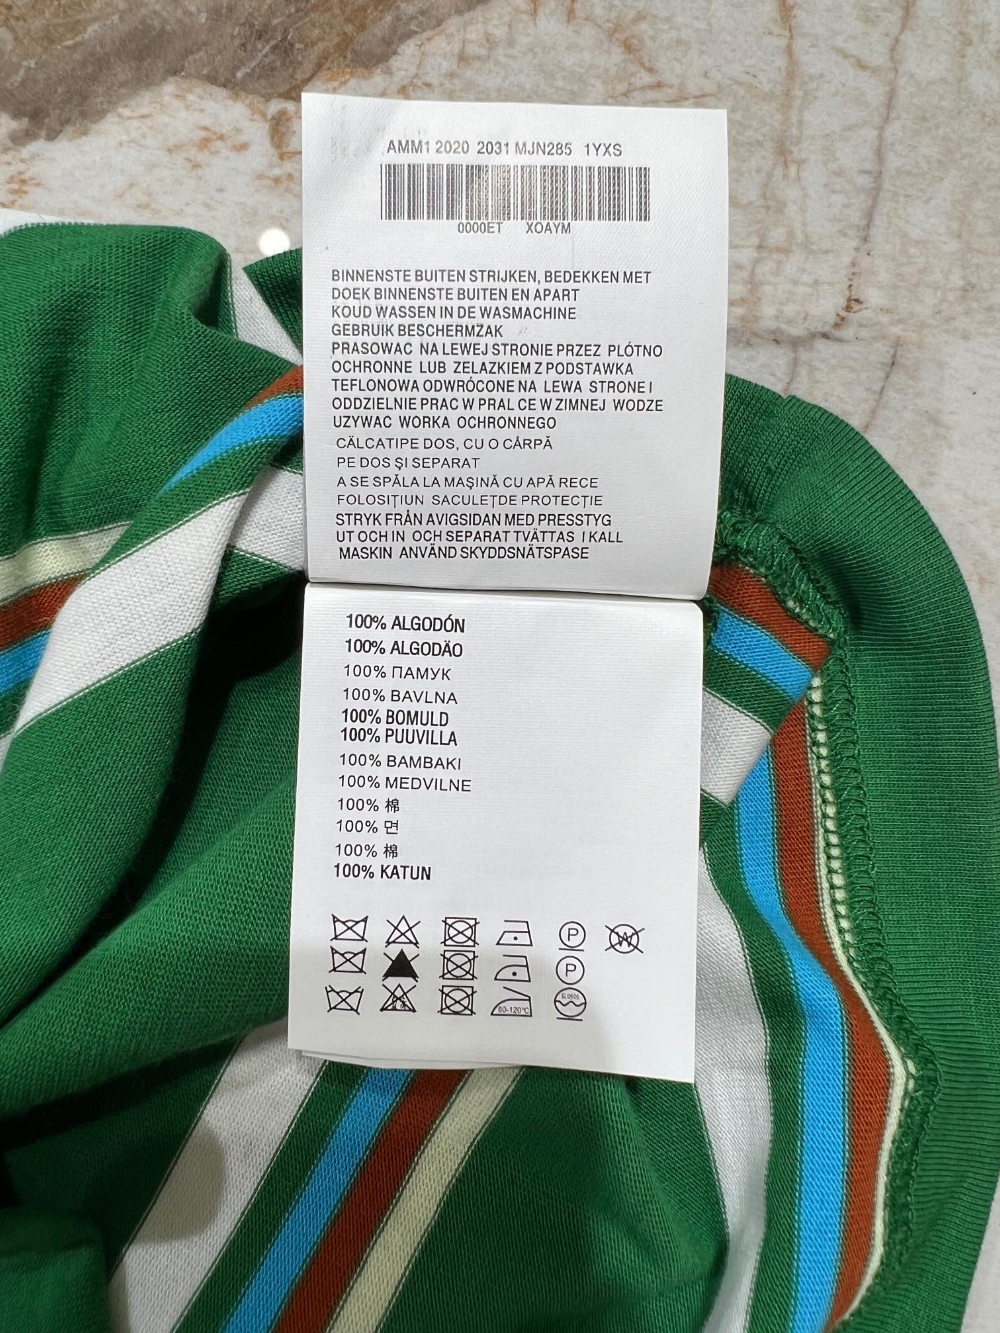 AMM1 2020 2031 MJN285 1YXS
0000ET XOAYM
BINNENSTE BUITEN STRIJKEN, BEDEKKEN MET
DOEK BINNENSTE BUITEN EN APART
KOUD WASSEN IN DE WASMACHINE
GEBRUIK BESCHERMZAK
PRASOWAC NA LEWEJ STRONIE PRZEZ PLÓTNO
OCHRONNE LUB ZELAZKIEM Z PODSTAWKA
TEFLONOWA ODWRÓCONE NA LEWA STRONE I
ODDZIELNIE PRAC W PRAL CE W ZIMNEJ WODZE
UZYWAC WORKA OCHRONNEGO
CĂLCATIPE DOS, CU O CÂRPĂ
PE DOS ŞI SEPARAT
A SE SPĂLA LA MAŞINĂ CU APĂ RECE
FOLOSIŢIUN SACULEŢDE PROTECŢIE
STRYK FRÅN AVIGSIDAN MED PRESSTYG
UT OCH IN OCH SEPARAT TVÄTTAS I KALL
MASKIN ANVÄND SKYDDSNÄTSPASE
100% ALGODÓN
100% ALGODÃO
100% ПАМУК
100% BAVLNA
100% BOMULD
100% PUUVILLA
100% BAMBAKI
100% MEDVILNE
100% 棉
100% 면
100% 棉
100% KATUN
P W
P
80-120°C 드라이